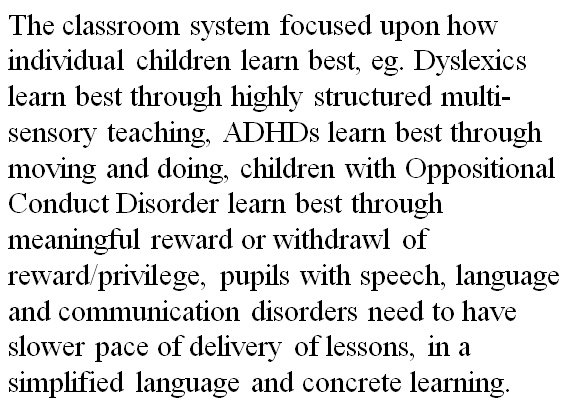 The classroom system focused upon how
individual children learn best, eg. Dyslexics
learn best through highly structured multi-
sensory teaching, ADHDs learn best through
moving and doing, children with Oppositional
Conduct Disorder learn best through
meaningful reward or withdrawl of
reward/privilege, pupils with speech, language
and communication disorders need to have
slower pace of delivery of lessons, in a
simplified language and concrete learning.